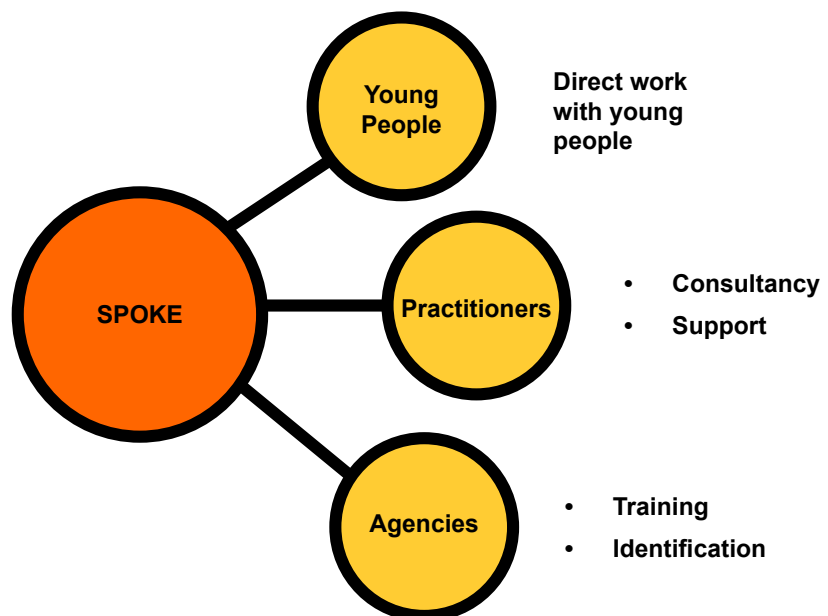 Young
People
Direct work
with young
people
SPOKE
Practitioners
• Consultancy
• Support
Agencies
• Training
• Identification